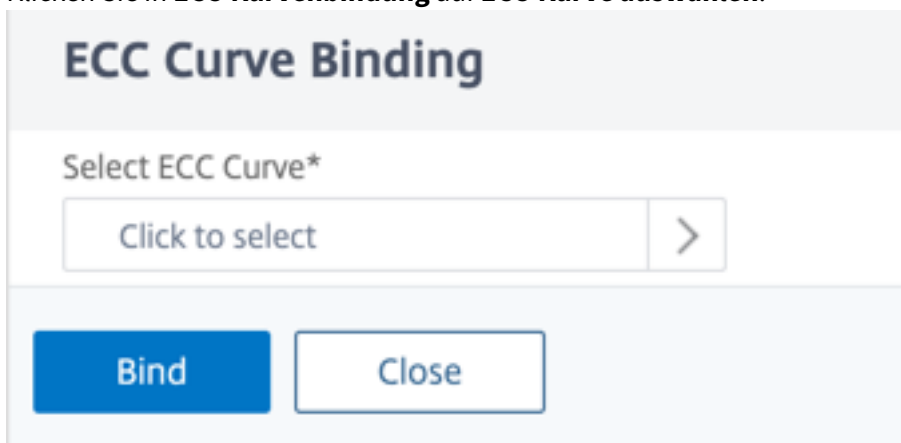 ECC Curve Binding
Select ECC Curve*
Click to select
Bind
Close